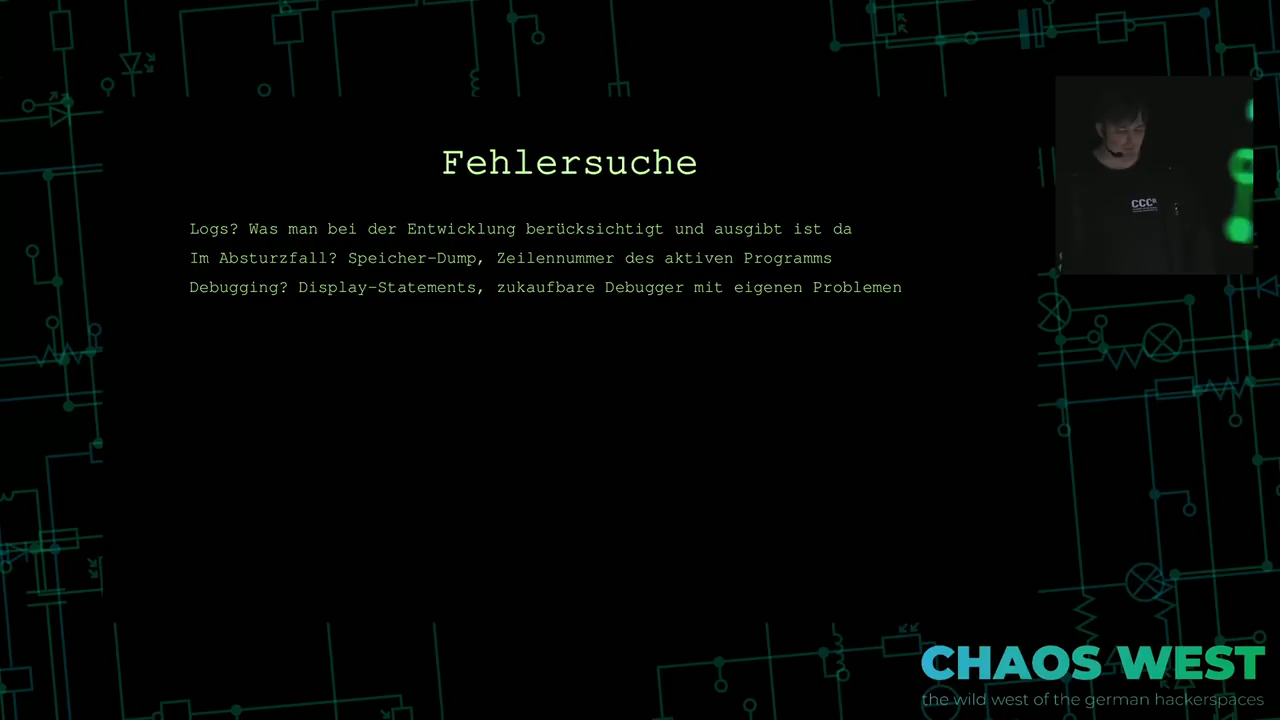 Fehlersuche
Logs? Was man bei der Entwicklung berücksichtigt und ausgibt ist da
Im Absturzfall? Speicher-Dump, Zeilennummer des aktiven Programms
Debugging? Display-Statements, zukaufbare Debugger mit eigenen Problemen
CCC
CHAOS WEST
the wild west of the german hackerspaces